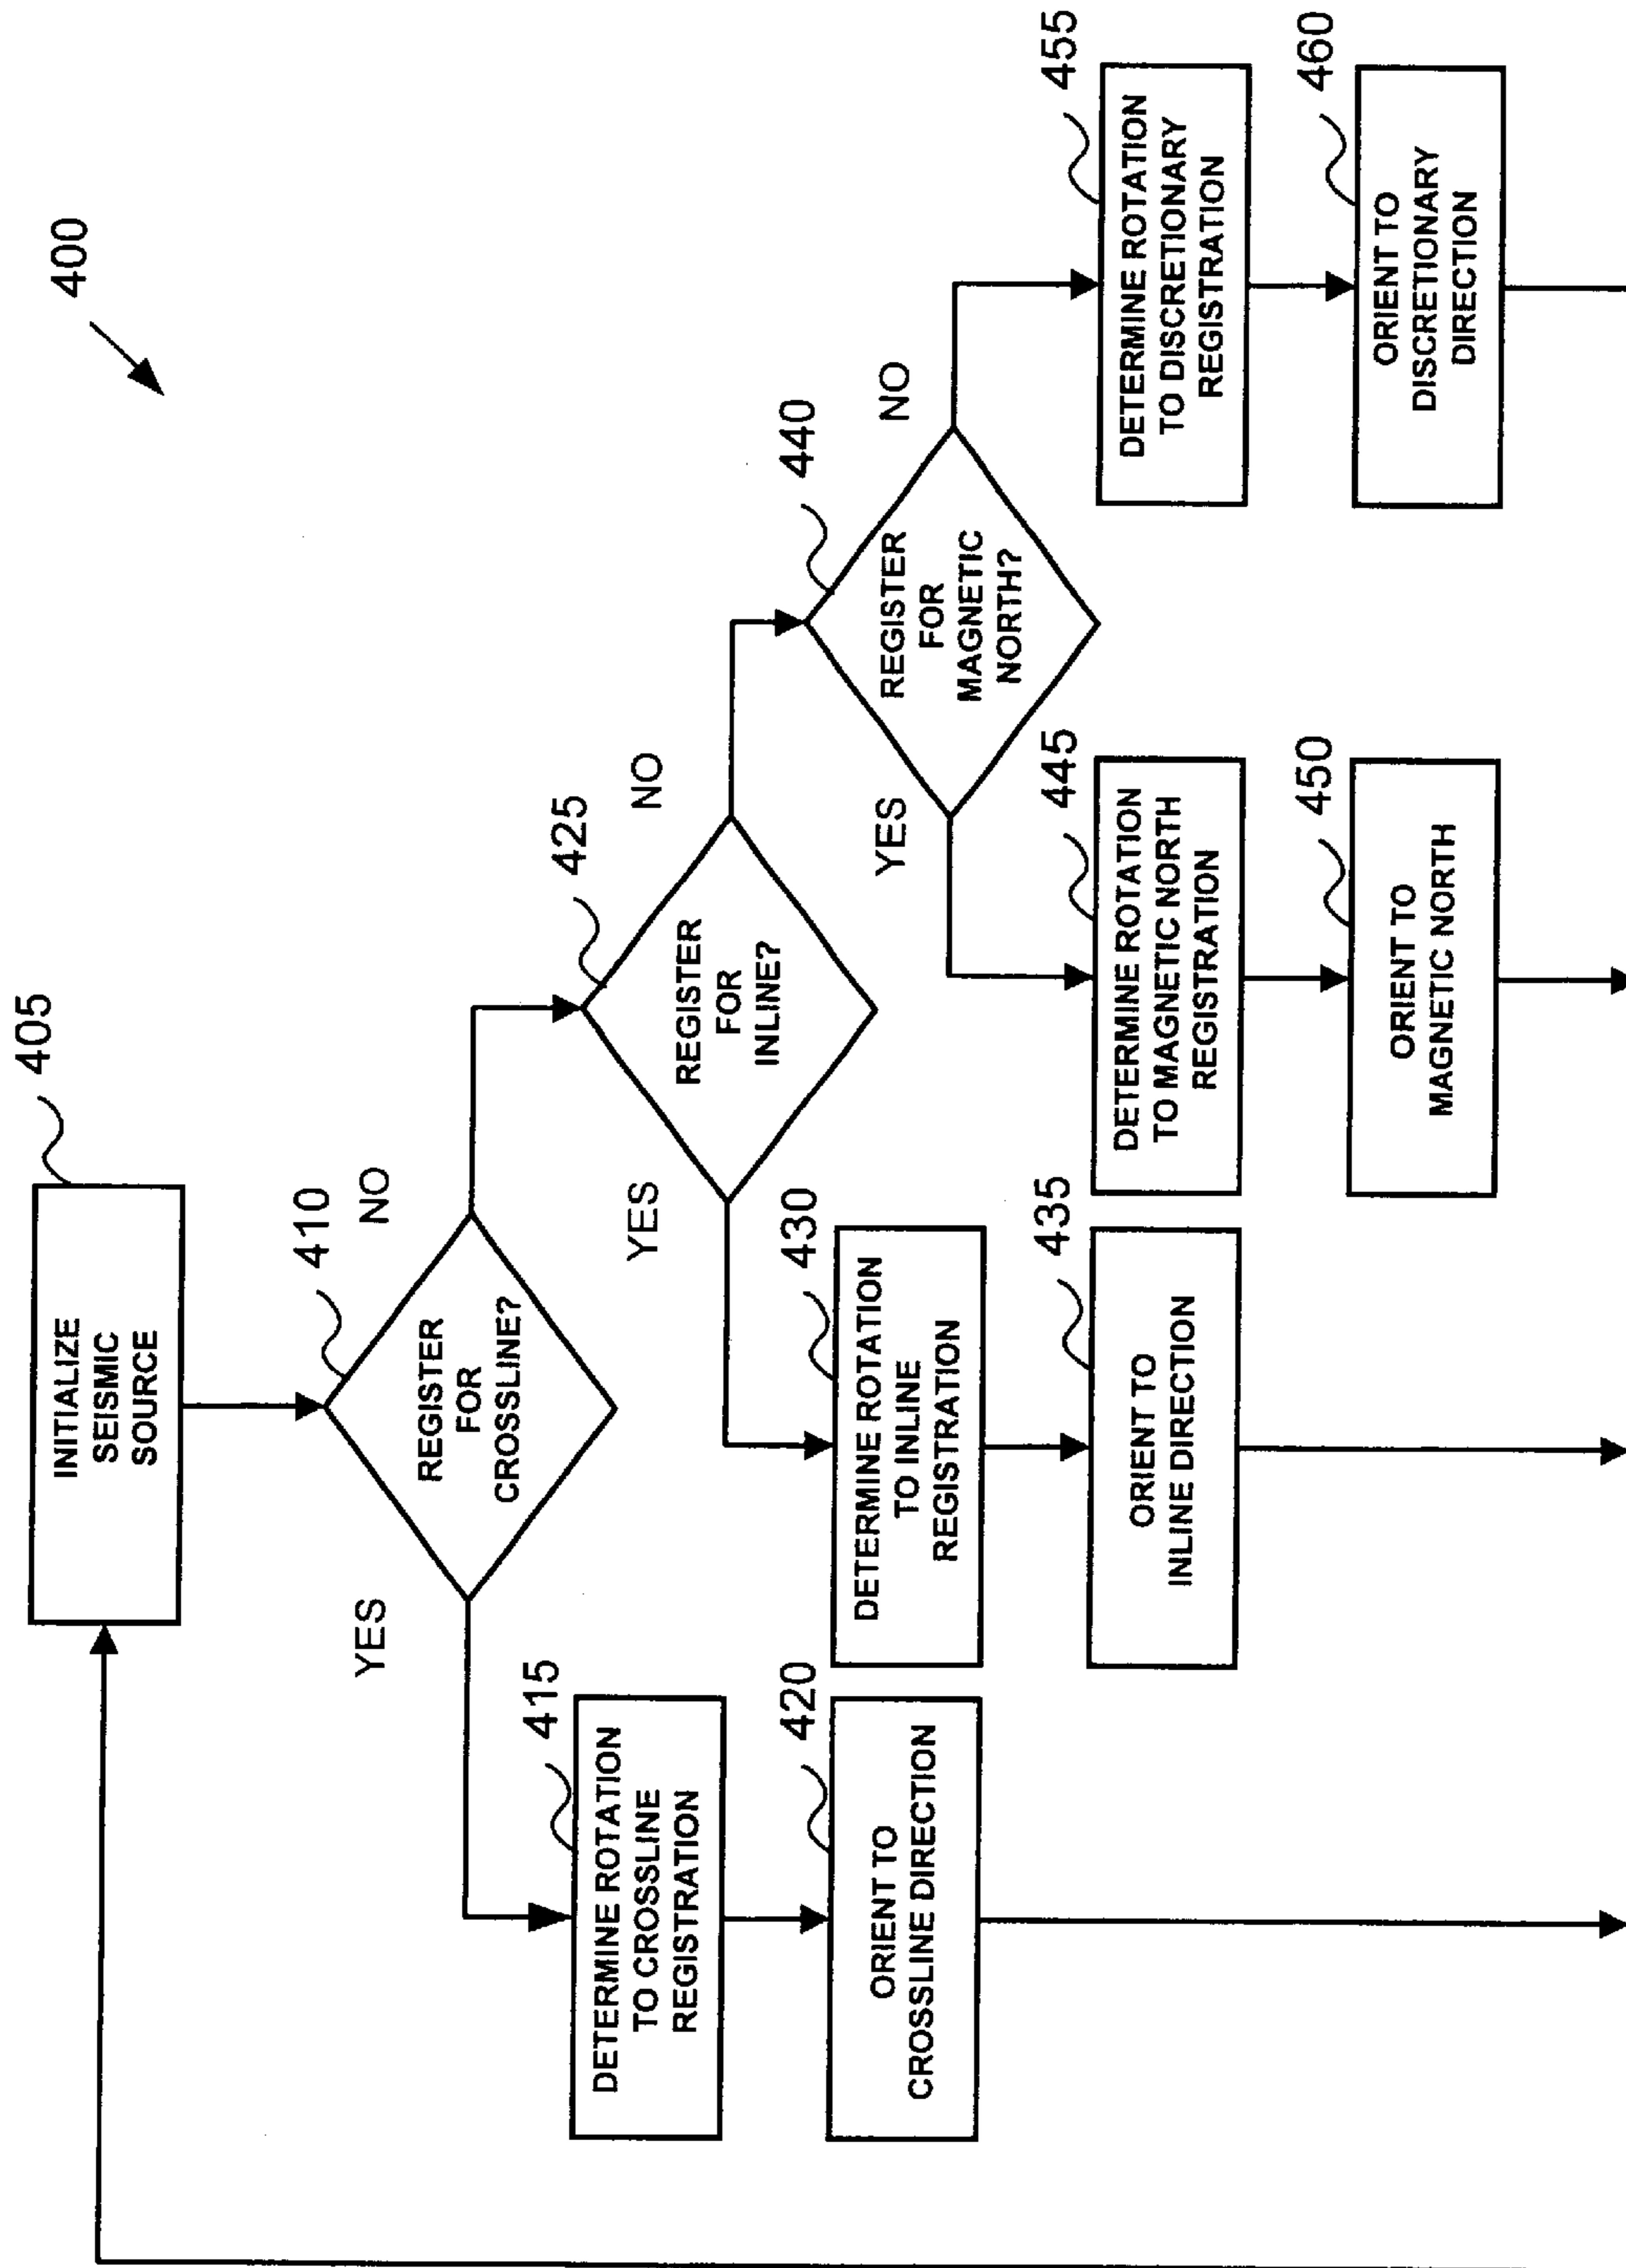 400
INITIALIZE
SEISMIC
SOURCE
405
REGISTER
FOR
CROSSLINE?
410
YES
NO
DETERMINE ROTATION
TO CROSSLINE
REGISTRATION
415
ORIENT TO
CROSSLINE DIRECTION
420
REGISTER
FOR
INLINE?
425
YES
NO
DETERMINE ROTATION
TO INLINE
REGISTRATION
430
ORIENT TO
INLINE DIRECTION
435
REGISTER
FOR
MAGNETIC
NORTH?
440
YES
NO
DETERMINE ROTATION
TO MAGNETIC NORTH
REGISTRATION
445
ORIENT TO
MAGNETIC NORTH
450
DETERMINE ROTATION
TO DISCRETIONARY
REGISTRATION
455
ORIENT TO
DISCRETIONARY
DIRECTION
460